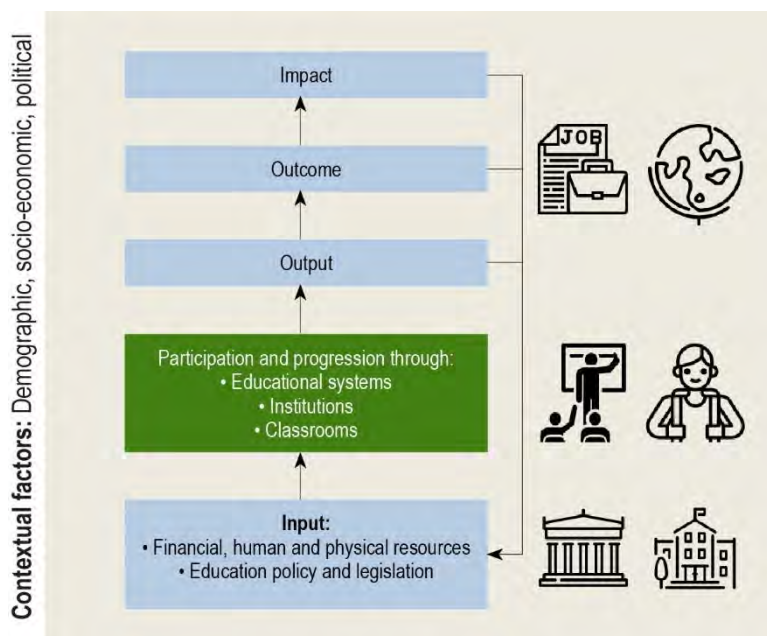 Contextual factors: Demographic, socio-economic, political
Impact
JOB
Outcome
Output
Participation and progression through:
• Educational systems
• Institutions
• Classrooms
Input:
• Financial, human and physical resources
• Education policy and legislation